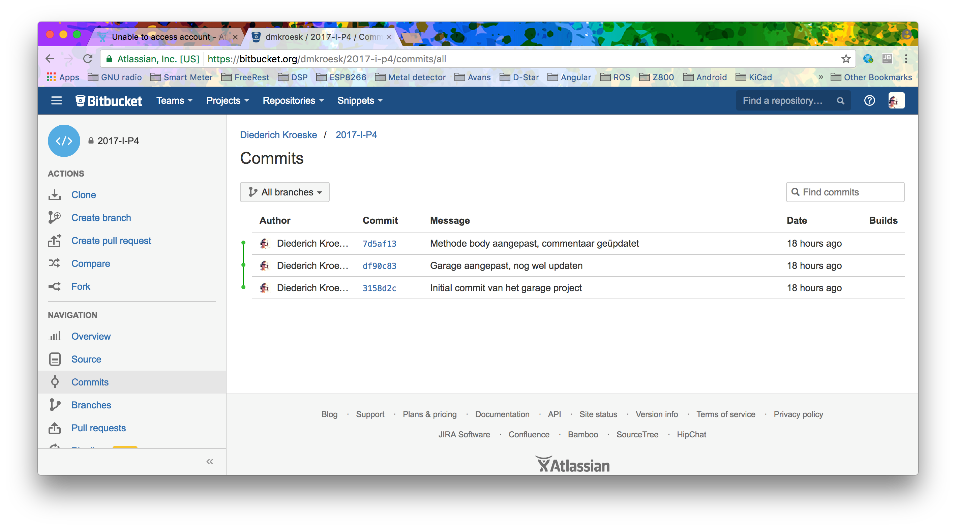 Unable to access account - A
dmkroesk / 2017-I-P4 / Comm
Atlassian, Inc. [US] https://bitbucket.org/dmkroesk/2017-i-p4/commits/all
Apps GNU radio Smart Meter FreeRest DSP ESP8266 Metal detector Avans D-Star Angular ROS Z800 Android KiCad » Other Bookmarks
Bitbucket Teams Projects Repositories Snippets Find a repository...
2017-I-P4
Diederich Kroeske / 2017-I-P4
Commits
ACTIONS
Clone
Create branch
Create pull request
Compare
Fork
NAVIGATION
Overview
Source
Commits
Branches
Pull requests
All branches
Find commits
Author Commit Message Date Builds
Diederich Kroe... 7d5af13 Methode body aangepast, commentaar geüpdatet 18 hours ago
Diederich Kroe... df90c83 Garage aangepast, nog wel updaten 18 hours ago
Diederich Kroe... 3158d2c Initial commit van het garage project 18 hours ago
Blog · Support · Plans & pricing · Documentation · API · Site status · Version info · Terms of service · Privacy policy
JIRA Software · Confluence · Bamboo · SourceTree · HipChat
Atlassian